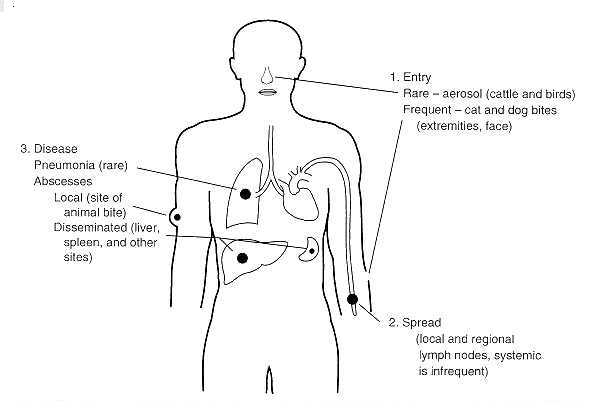 1. Entry
Rare – aerosol (cattle and birds)
Frequent – cat and dog bites
(extremities, face)
3. Disease
Pneumonia (rare)
Abscesses
Local (site of
animal bite)
Disseminated (liver,
spleen, and other
sites)
2. Spread
(local and regional
lymph nodes, systemic
is infrequent)